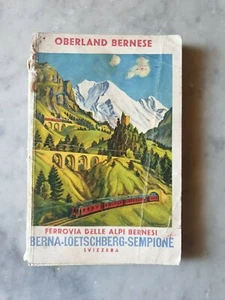 OBERLAND BERNESE
FERROVIA DELLE ALPI BERNESI
BERNA-LOETSCHBERG-SEMPIONE
SVIZZERA